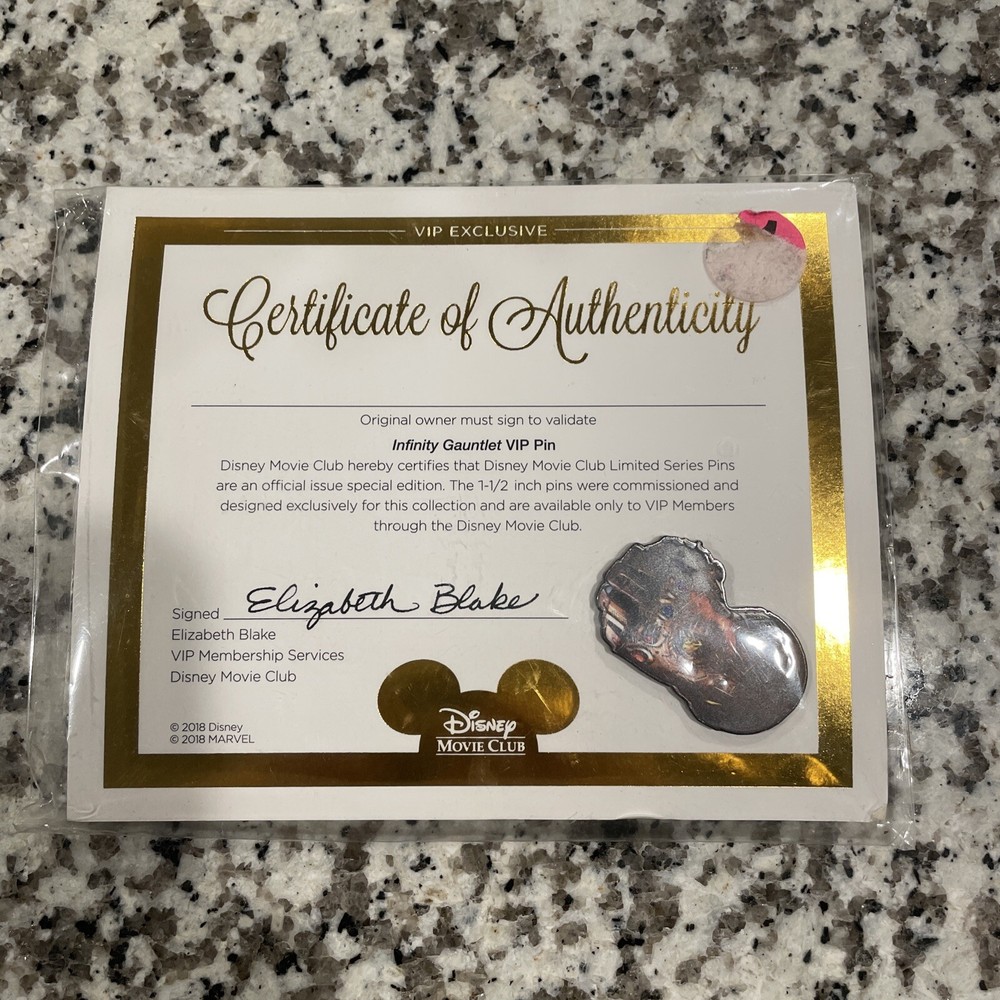 VIP EXCLUSIVE
Certificate of Authenticity
Original owner must sign to validate
Infinity Gauntlet VIP Pin
Disney Movie Club hereby certifies that Disney Movie Club Limited Series Pins
are an official issue special edition. The 1-1/2 inch pins were commissioned and
designed exclusively for this collection and are available only to VIP Members
through the Disney Movie Club.
Signed Elizabeth Blake
Elizabeth Blake
VIP Membership Services
Disney Movie Club
© 2018 Disney
© 2018 MARVEL
Disney
MOVIE CLUB